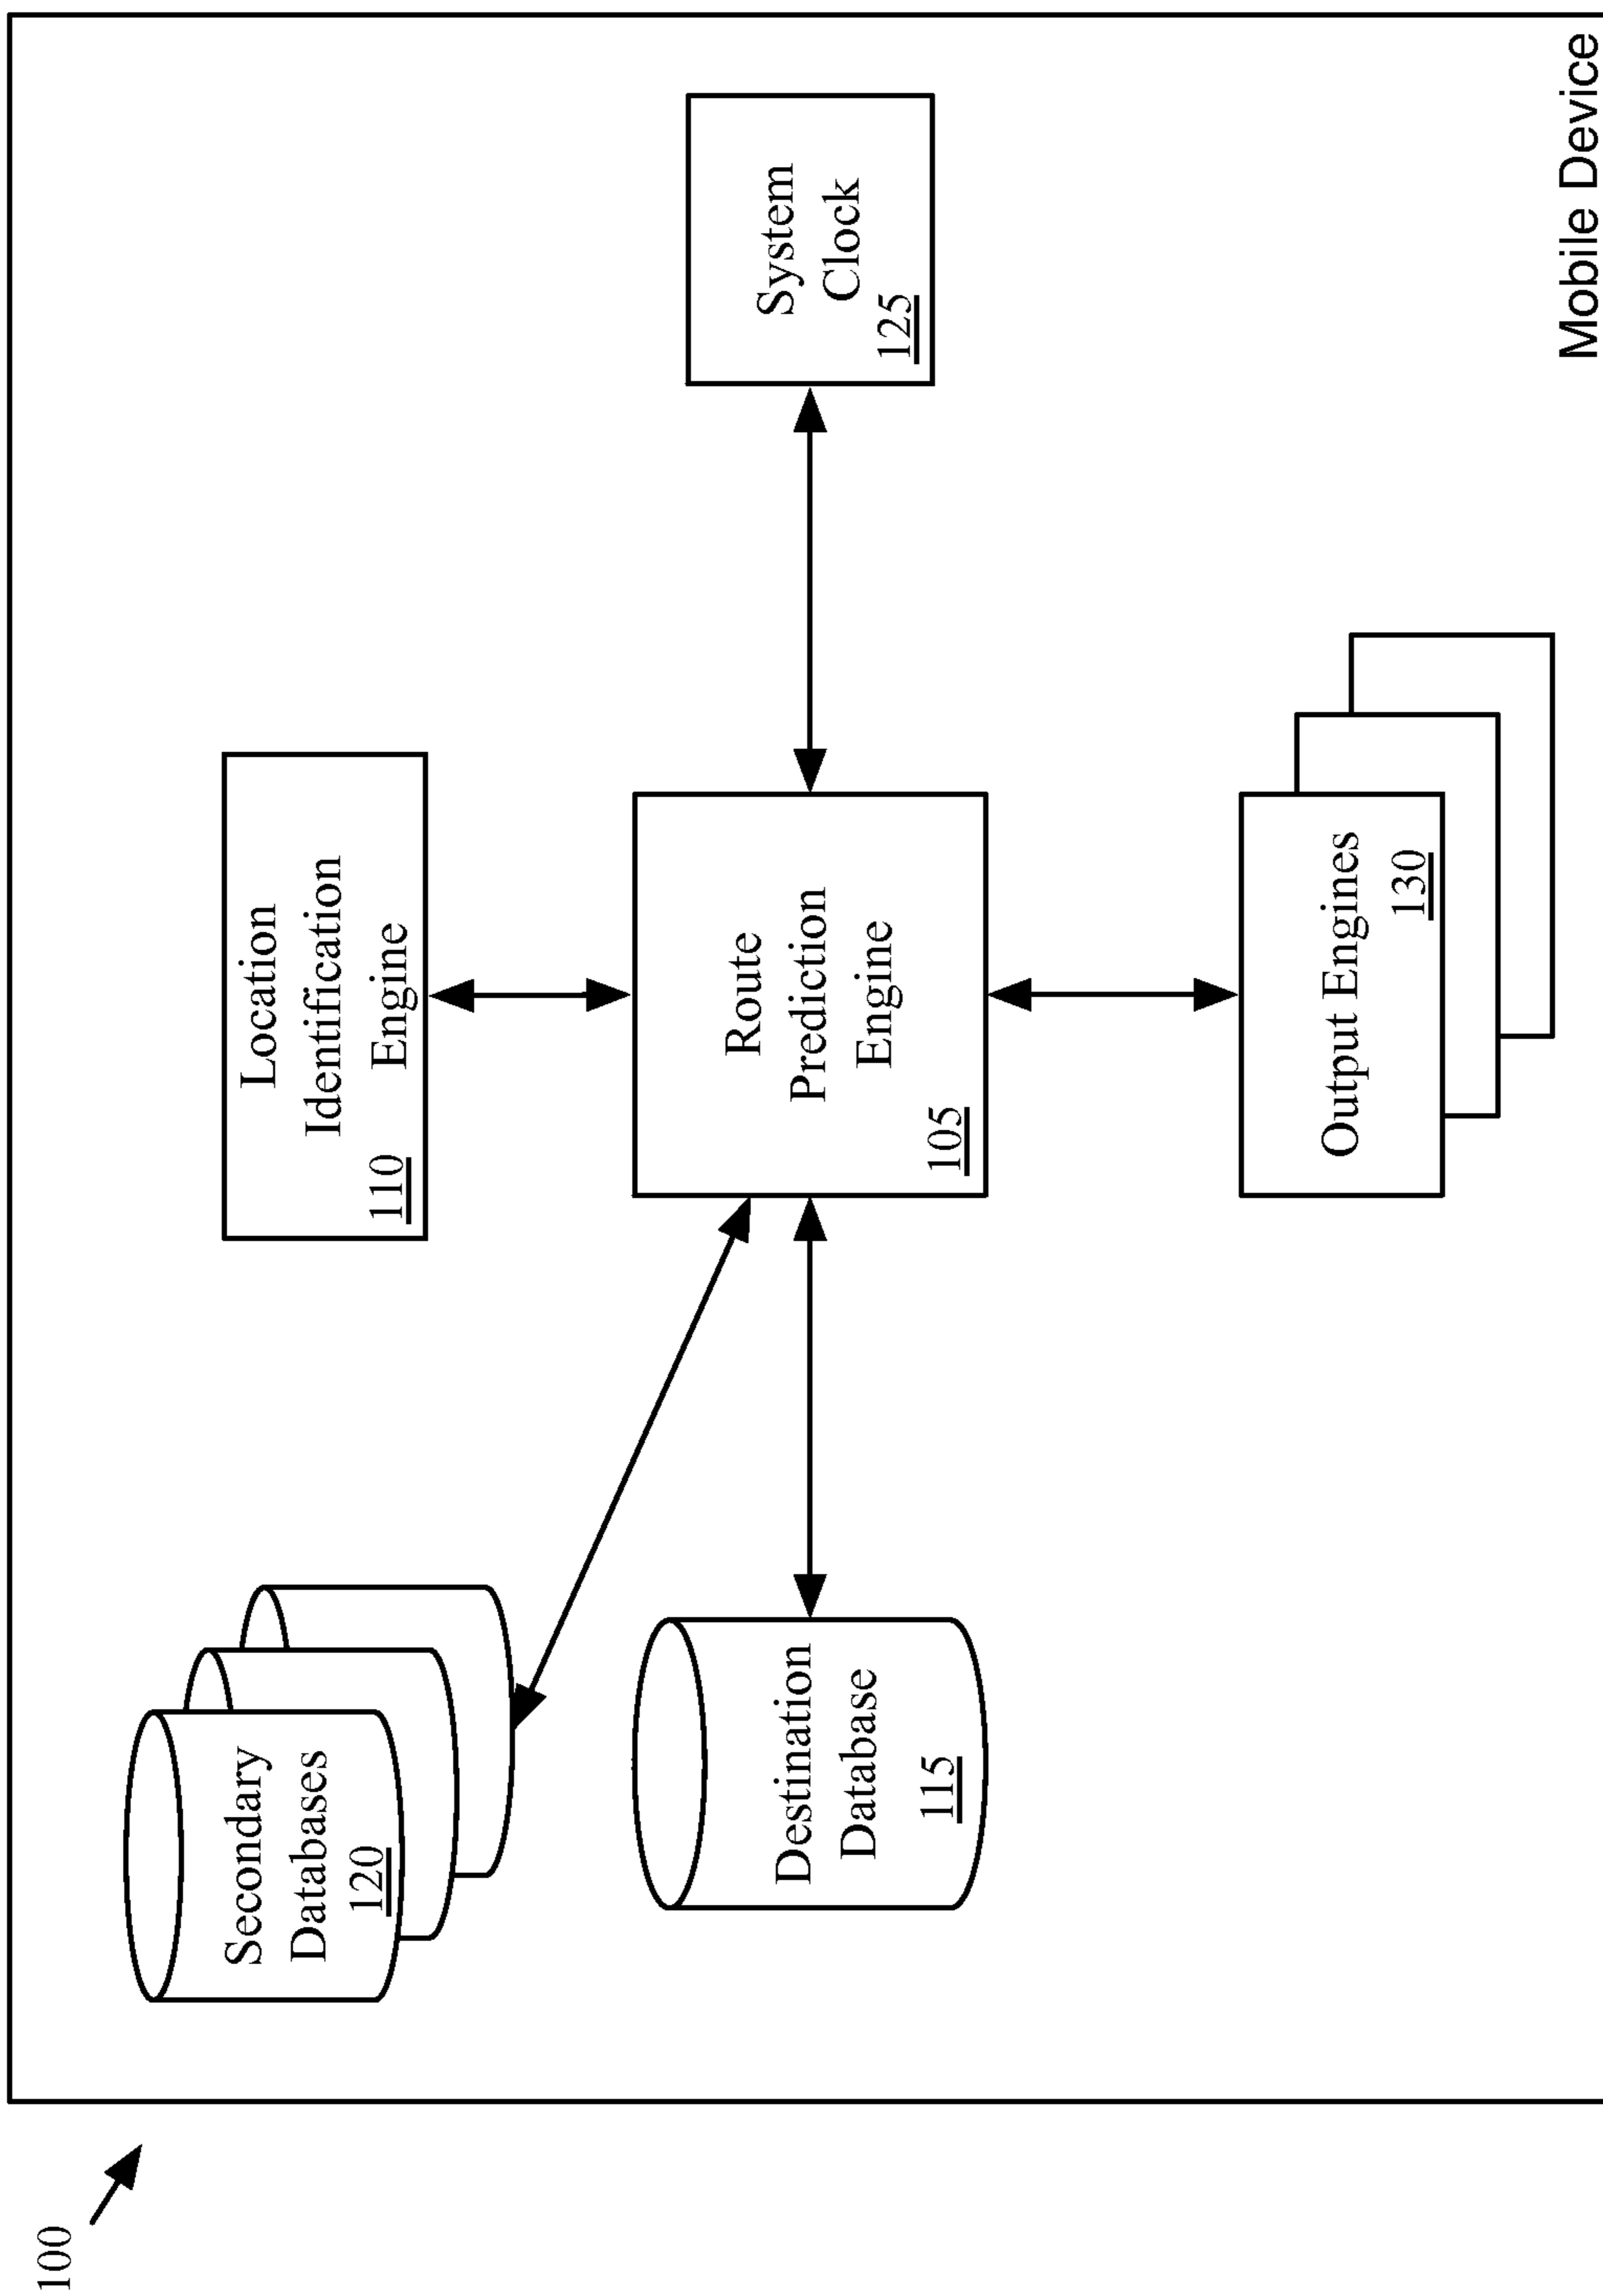 100
Secondary
Databases
120
Location
Identification
Engine
110
Destination
Database
115
Route
Prediction
Engine
105
System
Clock
125
Output Engines
130
Mobile Device